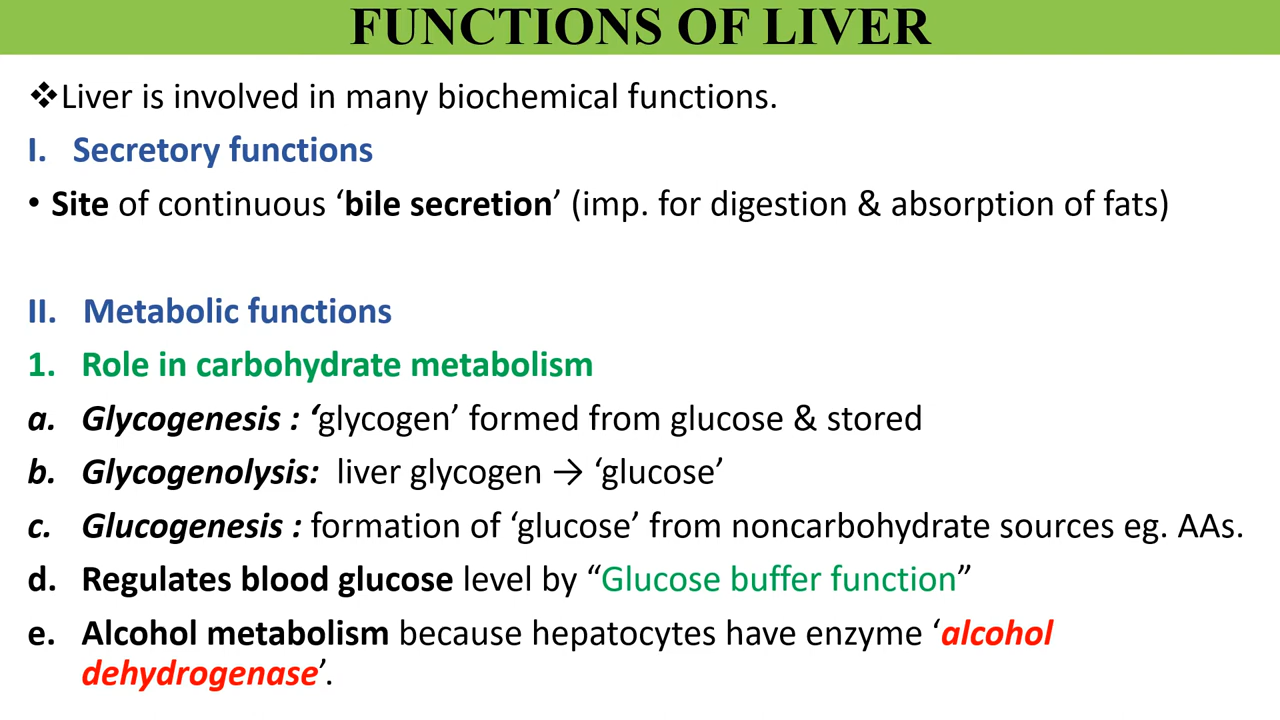 FUNCTIONS OF LIVER
❖Liver is involved in many biochemical functions.
I. Secretory functions
• Site of continuous ‘bile secretion’ (imp. for digestion & absorption of fats)
II. Metabolic functions
1. Role in carbohydrate metabolism
a. Glycogenesis : ‘glycogen’ formed from glucose & stored
b. Glycogenolysis: liver glycogen → ‘glucose’
c. Glucogenesis : formation of ‘glucose’ from noncarbohydrate sources eg. AAs.
d. Regulates blood glucose level by “Glucose buffer function”
e. Alcohol metabolism because hepatocytes have enzyme ‘alcohol
dehydrogenase’.